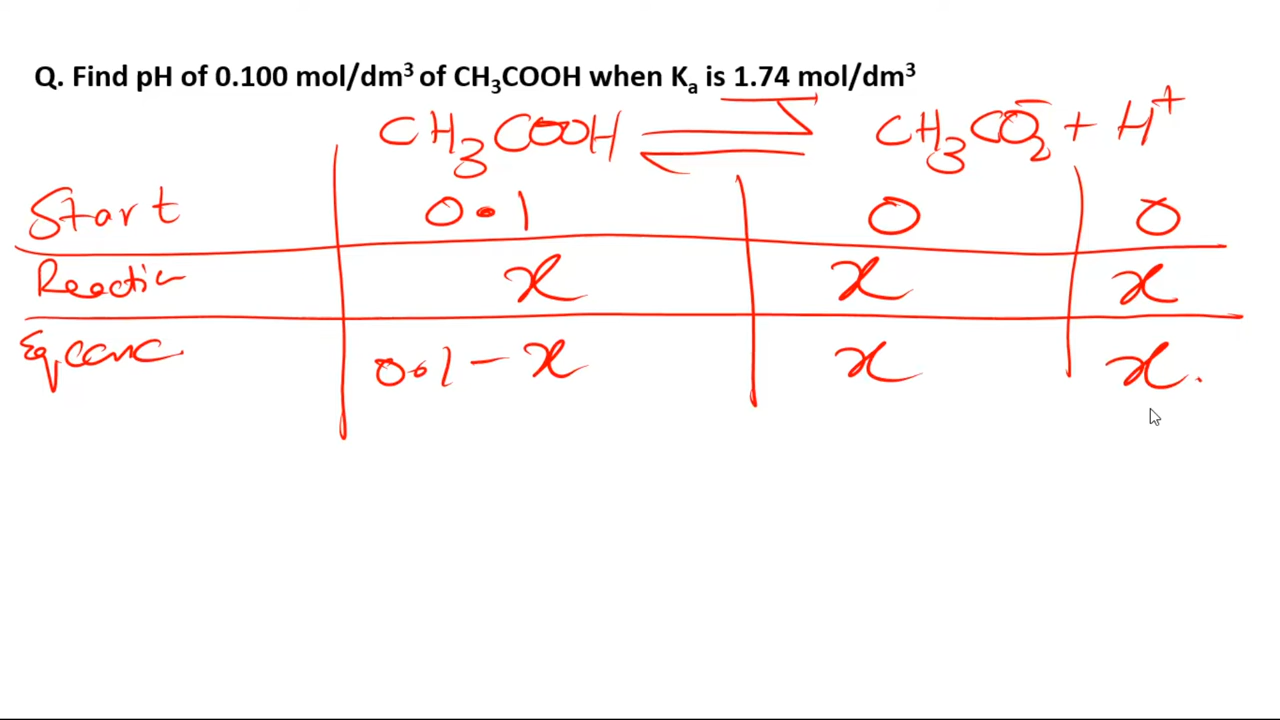 Q. Find pH of 0.100 mol/dm³ of CH₃COOH when Kₐ is 1.74 mol/dm³
CH₃COOH ⇌ CH₃CO₂⁻ + H⁺
Start 0.1 0 0
Reaction x x x
Eq conc 0.1 - x x x.